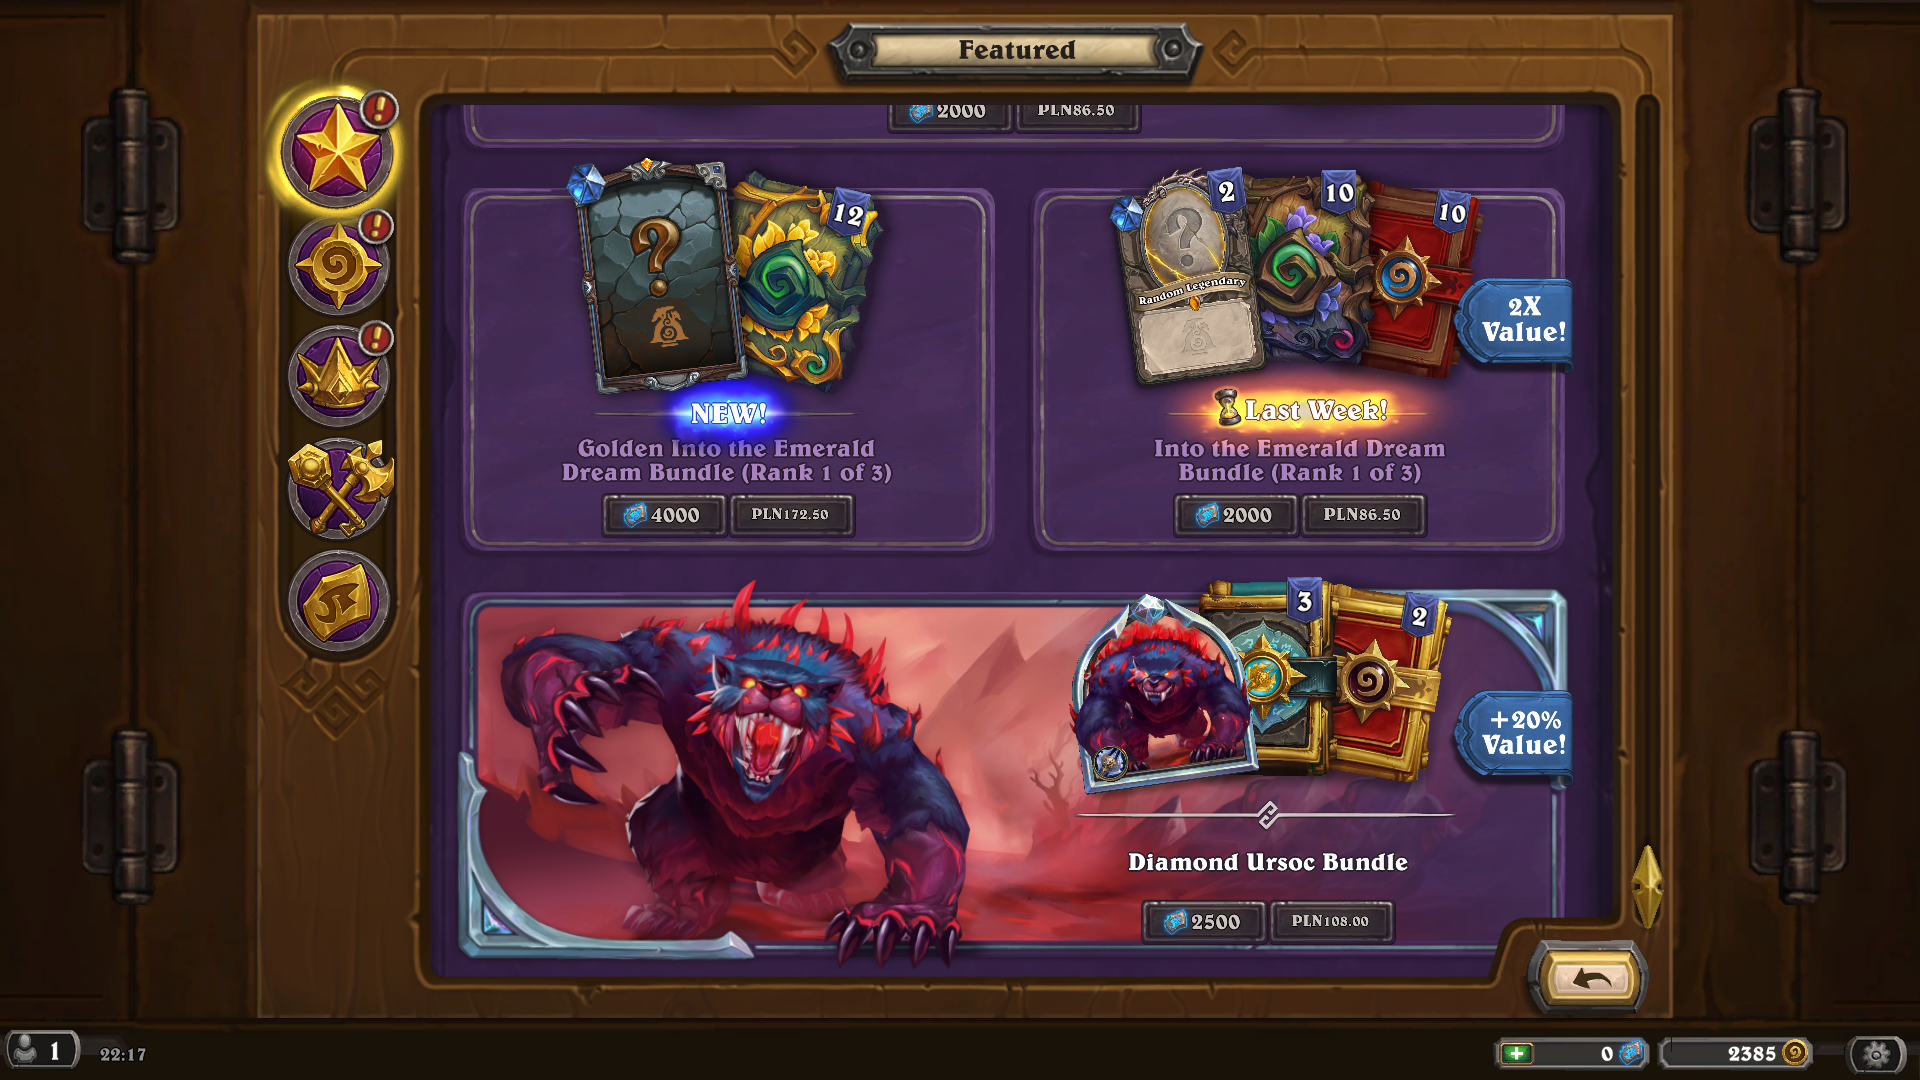 Featured
2000
PLN86.50
12
2
10
10
Random Legendary
2X
Value!
NEW!
Golden Into the Emerald
Dream Bundle (Rank 1 of 3)
4000
PLN172.50
Last Week!
Into the Emerald Dream
Bundle (Rank 1 of 3)
2000
PLN86.50
3
2
+20%
Value!
Diamond Ursoc Bundle
2500
PLN108.00
1
22:17
0
2385